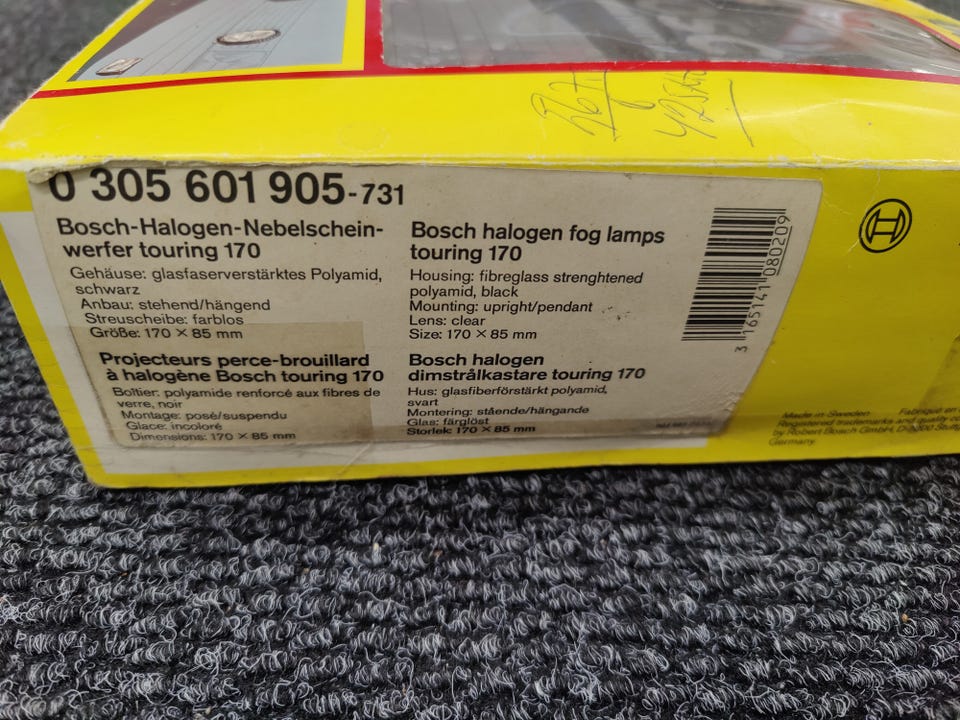 0 305 601 905-731
Bosch-Halogen-Nebelschein-
werfer touring 170
Gehäuse: glasfaserverstärktes Polyamid,
schwarz
Anbau: stehend/hängend
Streuscheibe: farblos
Größe: 170 × 85 mm
Bosch halogen fog lamps
touring 170
Housing: fibreglass strenghtened
polyamid, black
Mounting: upright/pendant
Lens: clear
Size: 170 × 85 mm
Projecteurs perce-brouillard
à halogène Bosch touring 170
Boîtier: polyamide renforcé aux fibres de
verre, noir
Montage: posé/suspendu
Glace: incoloré
Dimensions: 170 × 85 mm
Bosch halogen
dimstrålkastare touring 170
Hus: glasfiberförstärkt polyamid,
svart
Montering: stående/hängande
Glas: färglöst
Storlek: 170 × 85 mm
3 165141 080209
Made in Sweden Fabriqué en
Registered trademarks and quality
by Robert Bosch GmbH,
Germany